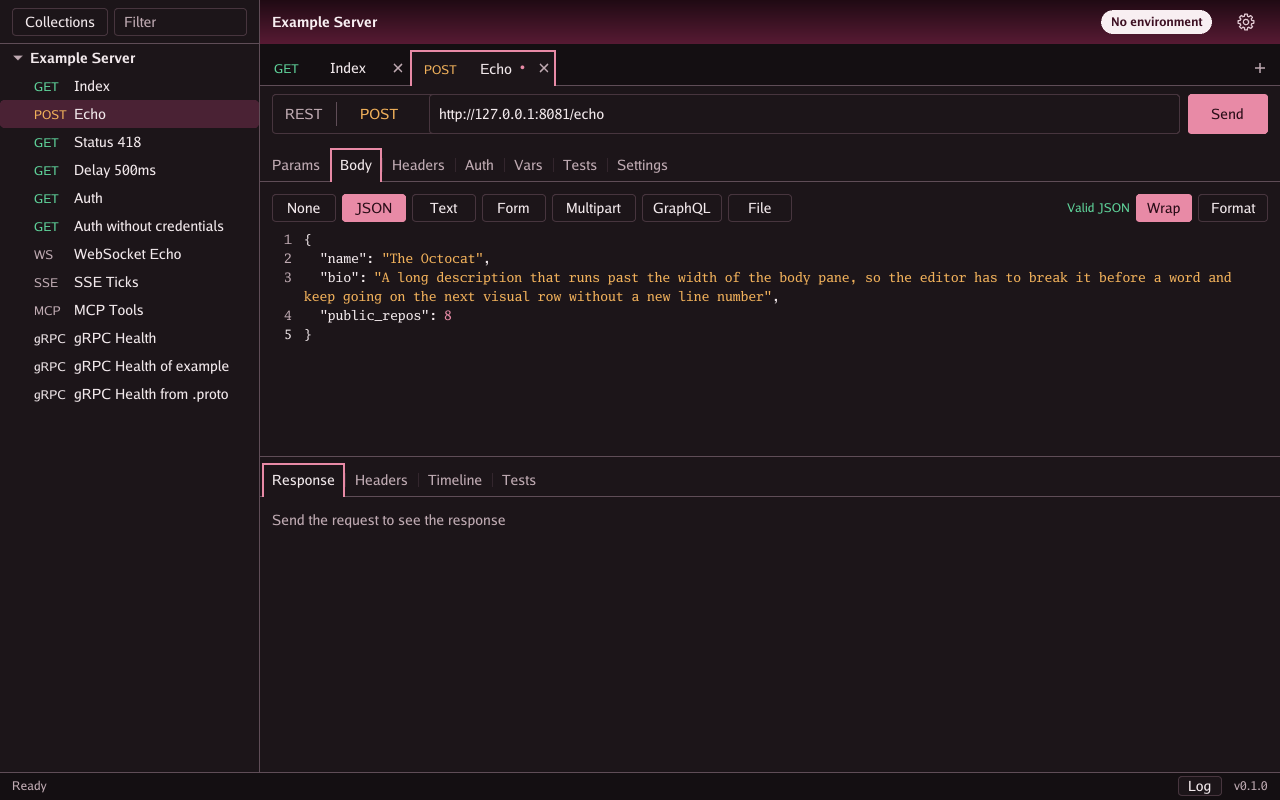 Collections
Filter
Example Server
No environment
Example Server
GET Index
POST Echo
GET Status 418
GET Delay 500ms
GET Auth
GET Auth without credentials
WS WebSocket Echo
SSE SSE Ticks
MCP MCP Tools
gRPC gRPC Health
gRPC gRPC Health of example
gRPC gRPC Health from .proto
GET Index ✕ POST Echo • ✕ +
REST POST http://127.0.0.1:8081/echo Send
Params Body Headers Auth Vars Tests Settings
None JSON Text Form Multipart GraphQL File Valid JSON Wrap Format
1 {
2 "name": "The Octocat",
3 "bio": "A long description that runs past the width of the body pane, so the editor has to break it before a word and
keep going on the next visual row without a new line number",
4 "public_repos": 8
5 }
Response Headers Timeline Tests
Send the request to see the response
Ready Log v0.1.0